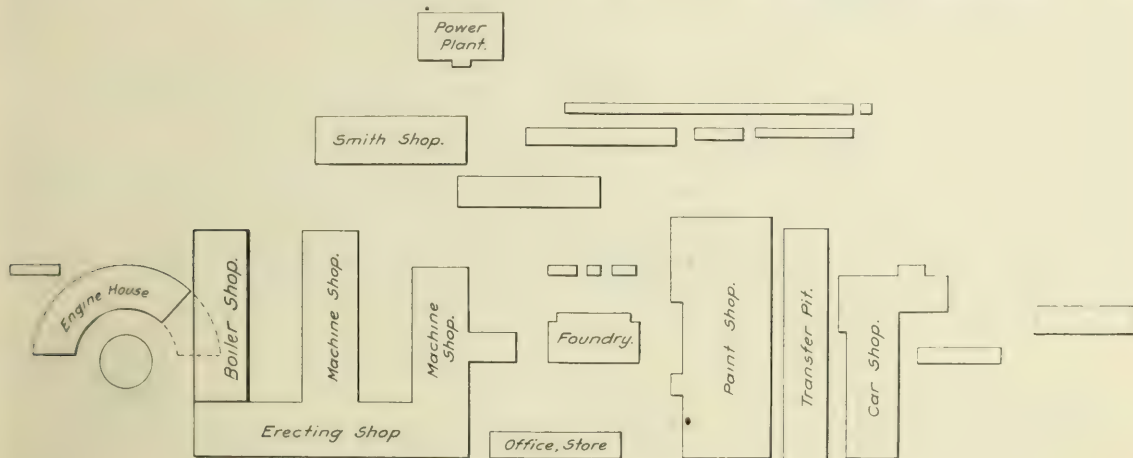 Power
Plant.
Smith Shop.
Engine House
Boiler Shop.
Machine Shop.
Machine
Shop.
Foundry.
Paint Shop.
Transfer Pit.
Car Shop.
Erecting Shop
Office, Store